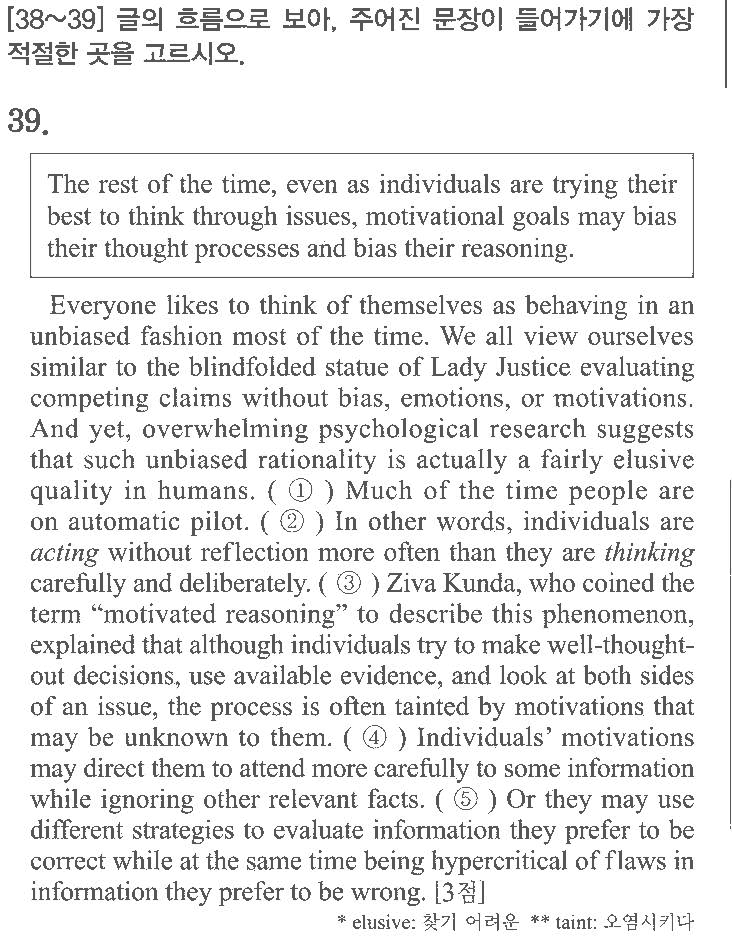 [38～39] 글의 흐름으로 보아, 주어진 문장이 들어가기에 가장
적절한 곳을 고르시오.
39.
The rest of the time, even as individuals are trying their
best to think through issues, motivational goals may bias
their thought processes and bias their reasoning.
Everyone likes to think of themselves as behaving in an
unbiased fashion most of the time. We all view ourselves
similar to the blindfolded statue of Lady Justice evaluating
competing claims without bias, emotions, or motivations.
And yet, overwhelming psychological research suggests
that such unbiased rationality is actually a fairly elusive
quality in humans. ( ① ) Much of the time people are
on automatic pilot. ( ② ) In other words, individuals are
acting without reflection more often than they are thinking
carefully and deliberately. ( ③ ) Ziva Kunda, who coined the
term “motivated reasoning” to describe this phenomenon,
explained that although individuals try to make well-thought-
out decisions, use available evidence, and look at both sides
of an issue, the process is often tainted by motivations that
may be unknown to them. ( ④ ) Individuals’ motivations
may direct them to attend more carefully to some information
while ignoring other relevant facts. ( ⑤ ) Or they may use
different strategies to evaluate information they prefer to be
correct while at the same time being hypercritical of flaws in
information they prefer to be wrong. [3점]
* elusive: 찾기 어려운 ** taint: 오염시키다